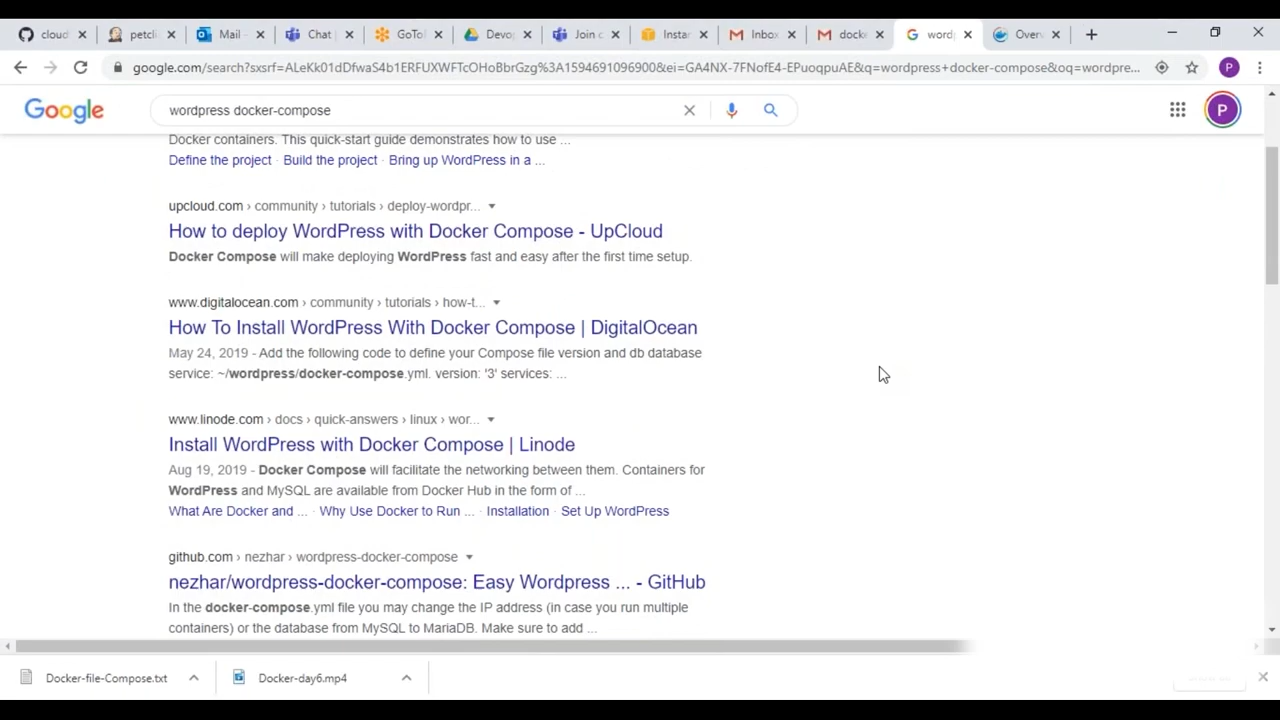 cloud
petcli
Mail -
Chat |
GoTol
Devop
Join c
Instan
Inbox
docke
wordp
Overv
google.com/search?sxsrf=ALeKk01dDfwaS4b1ERFUXWFTcOHoBbrGzg%3A1594691096900&ei=GA4NX-7FNofE4-EPuoqpuAE&q=wordpress+docker-compose&oq=wordpre...
P
Google
wordpress docker-compose
P
Docker containers. This quick-start guide demonstrates how to use ...
Define the project · Build the project · Bring up WordPress in a ...
upcloud.com › community › tutorials › deploy-wordpr...
How to deploy WordPress with Docker Compose - UpCloud
Docker Compose will make deploying WordPress fast and easy after the first time setup.
www.digitalocean.com › community › tutorials › how-t...
How To Install WordPress With Docker Compose | DigitalOcean
May 24, 2019 - Add the following code to define your Compose file version and db database
service: ~/wordpress/docker-compose.yml. version: '3' services: ...
www.linode.com › docs › quick-answers › linux › wor...
Install WordPress with Docker Compose | Linode
Aug 19, 2019 - Docker Compose will facilitate the networking between them. Containers for
WordPress and MySQL are available from Docker Hub in the form of ...
What Are Docker and ... · Why Use Docker to Run ... · Installation · Set Up WordPress
github.com › nezhar › wordpress-docker-compose
nezhar/wordpress-docker-compose: Easy Wordpress ... - GitHub
In the docker-compose.yml file you may change the IP address (in case you run multiple
containers) or the database from MySQL to MariaDB. Make sure to add ...
Docker-file-Compose.txt
Docker-day6.mp4